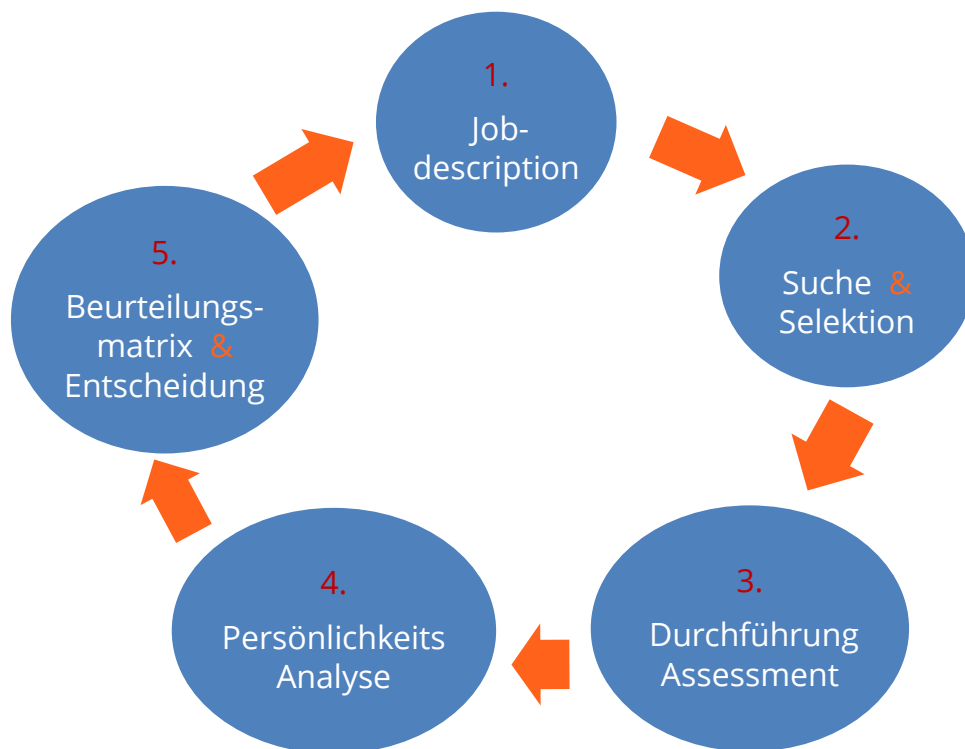 1.
Job-
description
2.
Suche &
Selektion
3.
Durchführung
Assessment
4.
Persönlichkeits
Analyse
5.
Beurteilungs-
matrix &
Entscheidung